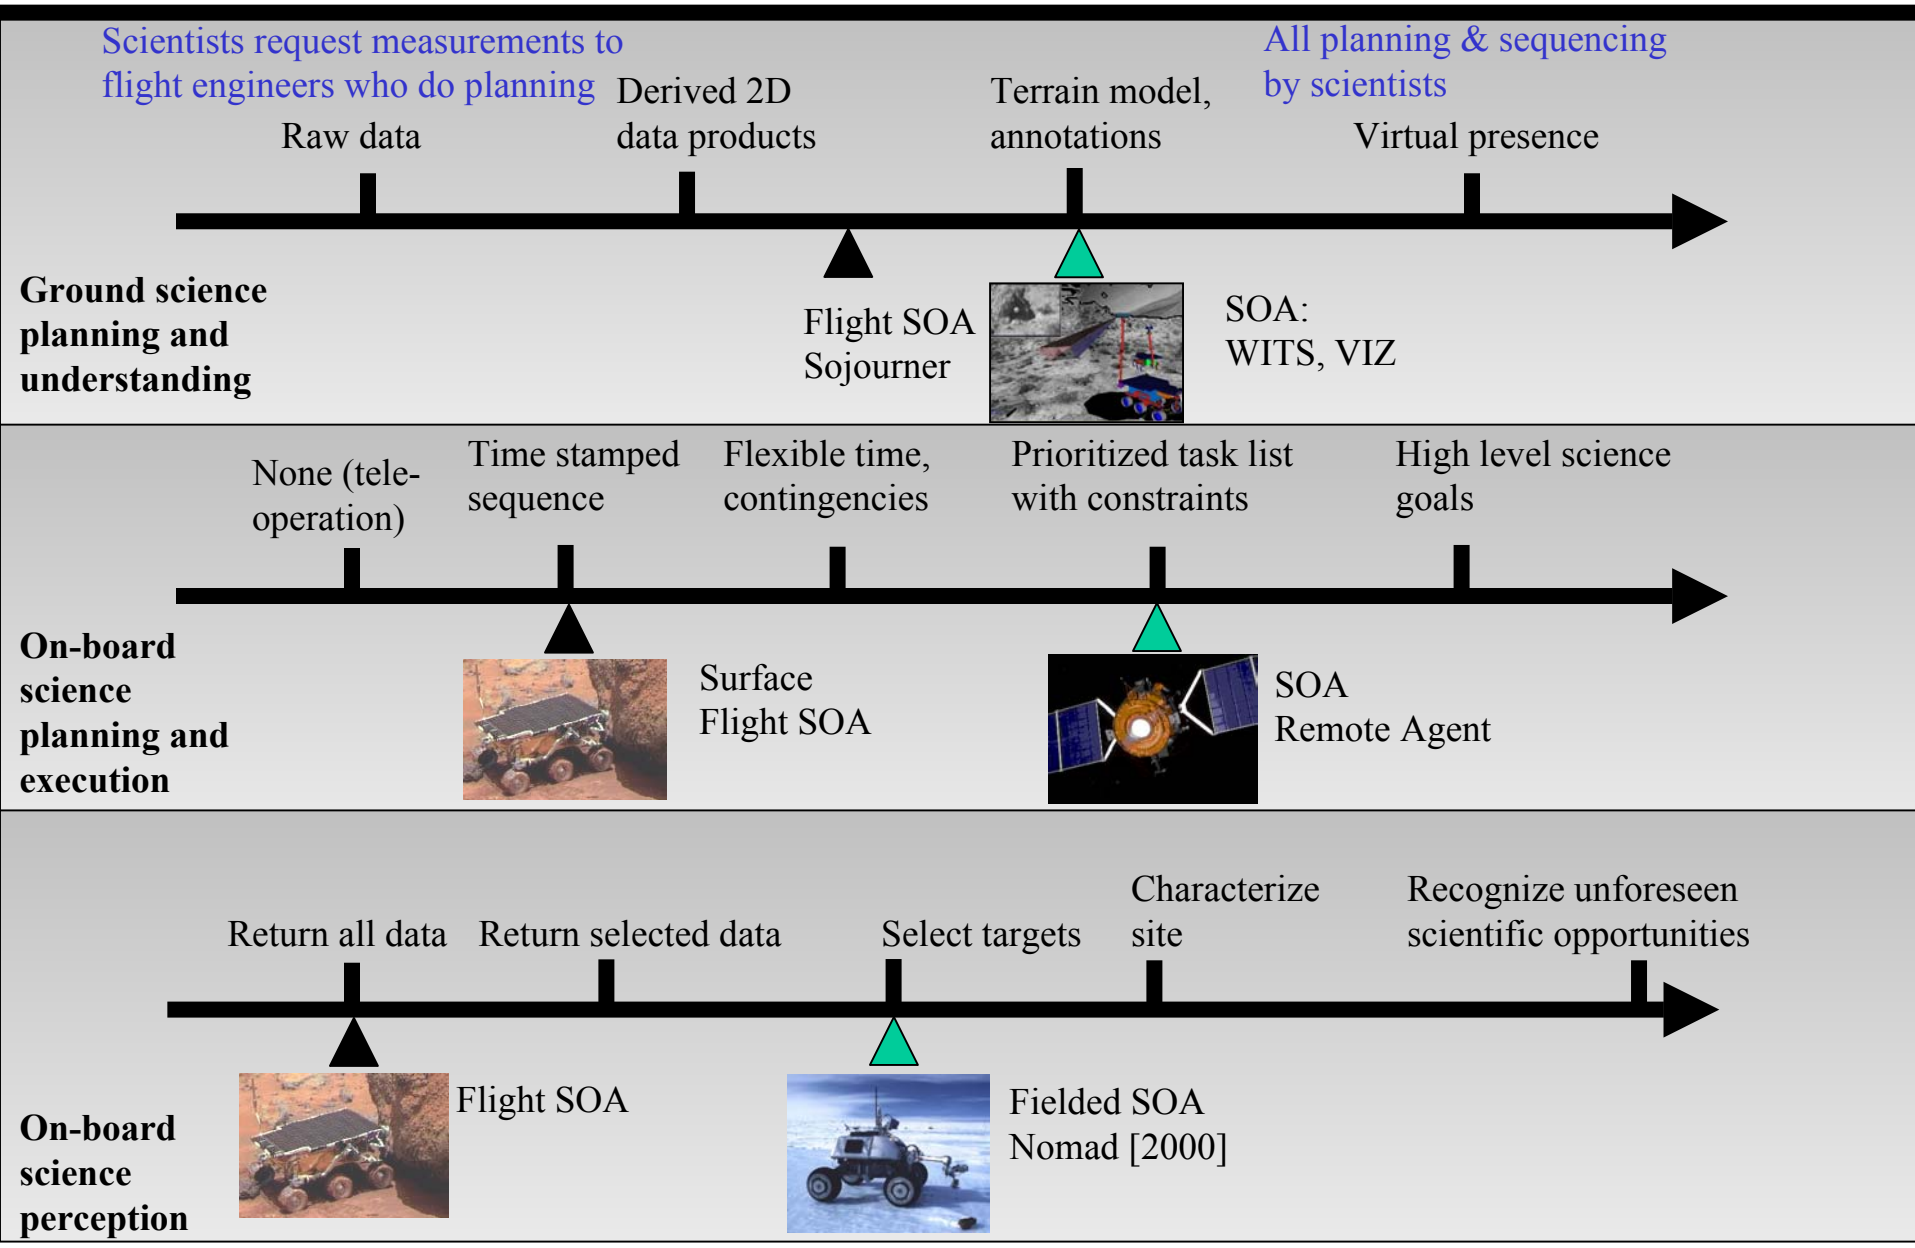 Scientists request measurements to
flight engineers who do planning
All planning & sequencing
by scientists
Raw data
Derived 2D
data products
Terrain model,
annotations
Virtual presence
Ground science
planning and
understanding
Flight SOA
Sojourner
SOA:
WITS, VIZ
None (tele-
operation)
Time stamped
sequence
Flexible time,
contingencies
Prioritized task list
with constraints
High level science
goals
On-board
science
planning and
execution
Surface
Flight SOA
SOA
Remote Agent
Return all data
Return selected data
Select targets
Characterize
site
Recognize unforeseen
scientific opportunities
On-board
science
perception
Flight SOA
Fielded SOA
Nomad [2000]